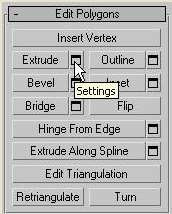 - Edit Polygons
Insert Vertex
Extrude Outline
Bevel Inset
Settings
Bridge Flip
Hinge From Edge
Extrude Along Spline
Edit Triangulation
Retriangulate Turn